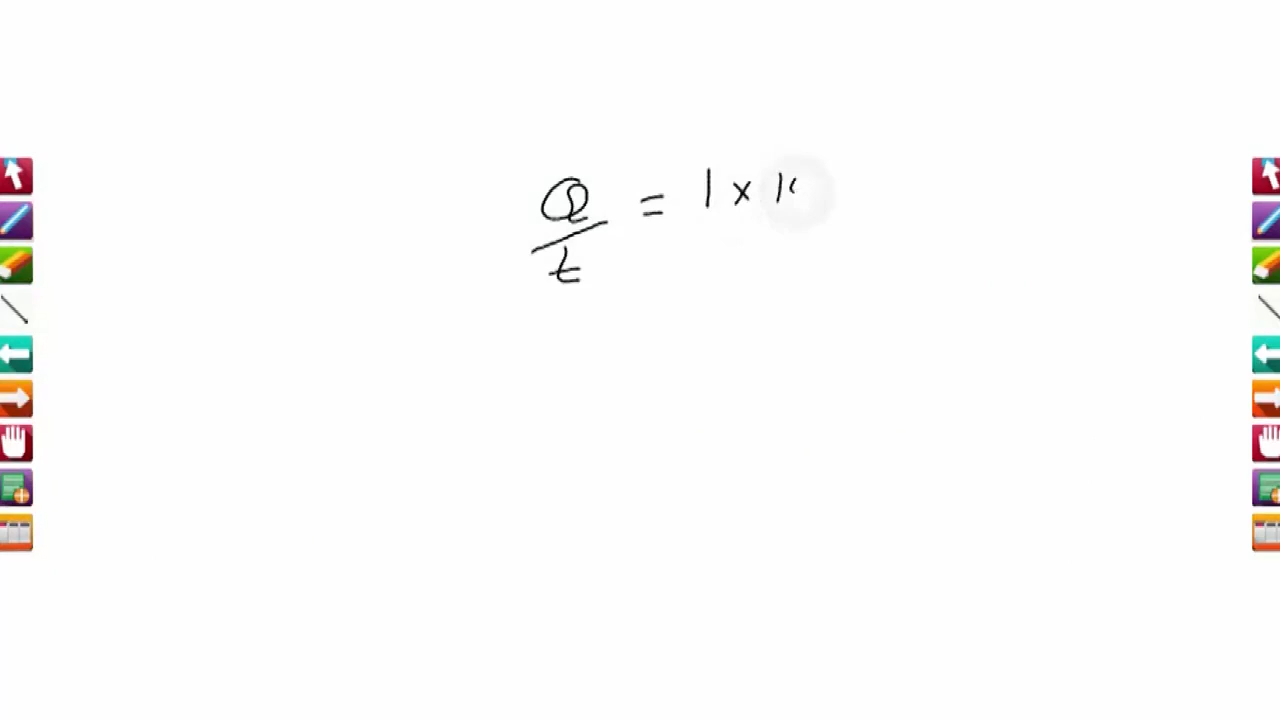 Q/t = 1 ×